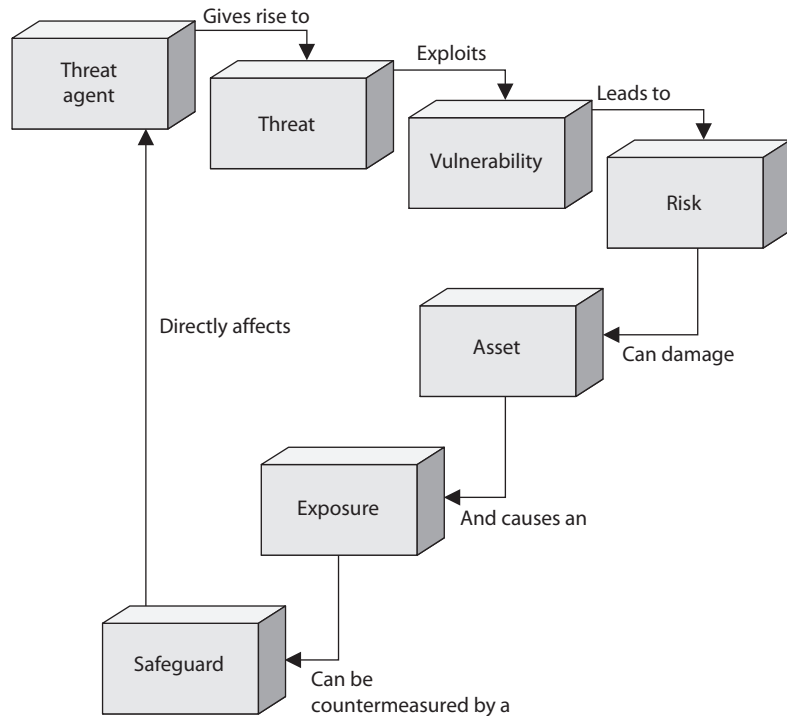 Gives rise to
Threat
agent
Exploits
Threat
Leads to
Vulnerability
Risk
Directly affects
Asset
Can damage
Exposure
And causes an
Safeguard
Can be
countermeasured by a